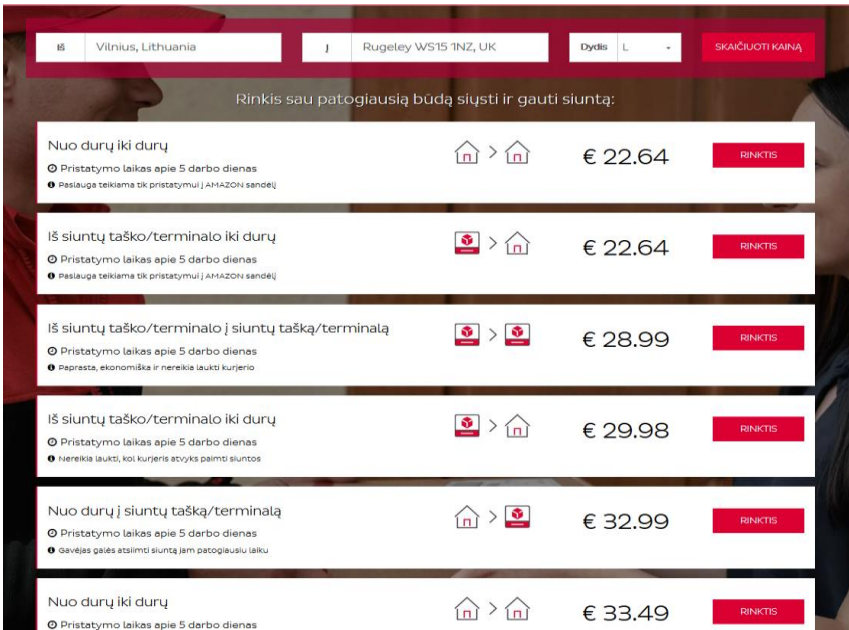 Iš Vilnius, Lithuania Į Rugeley WS15 1NZ, UK Dydis L SKAIČIUOTI KAINĄ
Rinkis sau patogiausią būdą siųsti ir gauti siuntą:
Nuo durų iki durų
Pristatymo laikas apie 5 darbo dienas
Paslauga teikiama tik pristatymui į AMAZON sandėlį
€ 22.64 RINKTIS
Iš siuntų taško/terminalo iki durų
Pristatymo laikas apie 5 darbo dienas
Paslauga teikiama tik pristatymui į AMAZON sandėlį
€ 22.64 RINKTIS
Iš siuntų taško/terminalo į siuntų tašką/terminalą
Pristatymo laikas apie 5 darbo dienas
Paprasta, ekonomiška ir nereikia laukti kurjerio
€ 28.99 RINKTIS
Iš siuntų taško/terminalo iki durų
Pristatymo laikas apie 5 darbo dienas
Nereikia laukti, kol kurjeris atvyks paimti siuntos
€ 29.98 RINKTIS
Nuo durų į siuntų tašką/terminalą
Pristatymo laikas apie 5 darbo dienas
Gavėjas galės atsiimti siuntą jam patogiausiu laiku
€ 32.99 RINKTIS
Nuo durų iki durų
Pristatymo laikas apie 5 darbo dienas
€ 33.49 RINKTIS